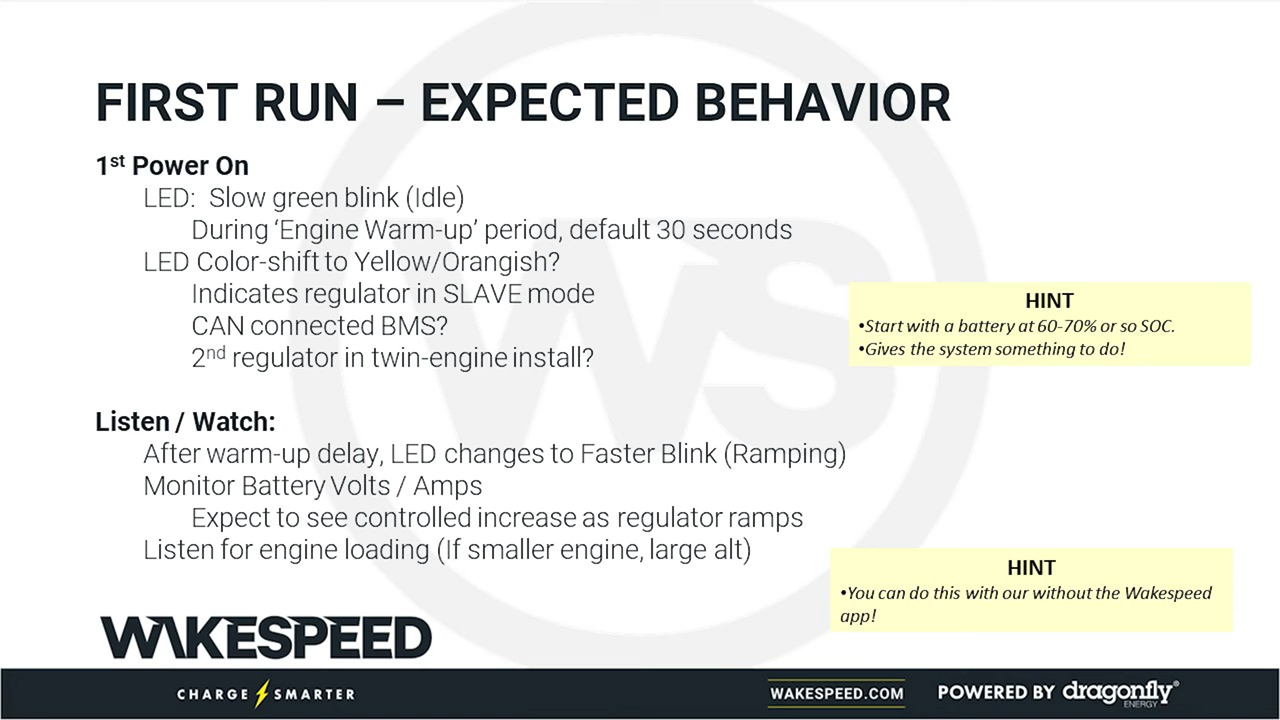 FIRST RUN – EXPECTED BEHAVIOR
1st Power On
LED: Slow green blink (Idle)
During ‘Engine Warm-up’ period, default 30 seconds
LED Color-shift to Yellow/Orangish?
Indicates regulator in SLAVE mode
CAN connected BMS?
2nd regulator in twin-engine install?
HINT
•Start with a battery at 60-70% or so SOC.
•Gives the system something to do!
Listen / Watch:
After warm-up delay, LED changes to Faster Blink (Ramping)
Monitor Battery Volts / Amps
Expect to see controlled increase as regulator ramps
Listen for engine loading (If smaller engine, large alt)
HINT
•You can do this with our without the Wakespeed
app!
WS
WAKESPEED
CHARGE SMARTER
WAKESPEED.COM
POWERED BY dragonfly®
ENERGY